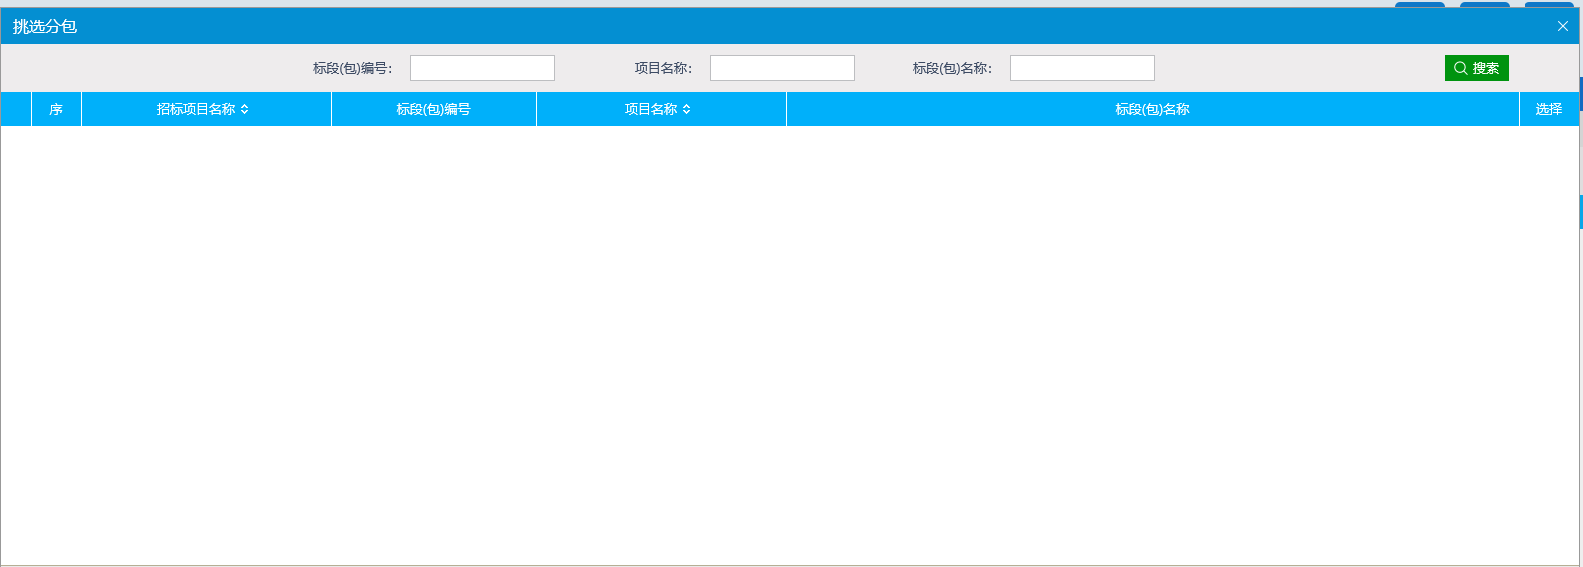 挑选分包
标段(包)编号： 项目名称： 标段(包)名称： 搜索
序 招标项目名称 标段(包)编号 项目名称 标段(包)名称 选择